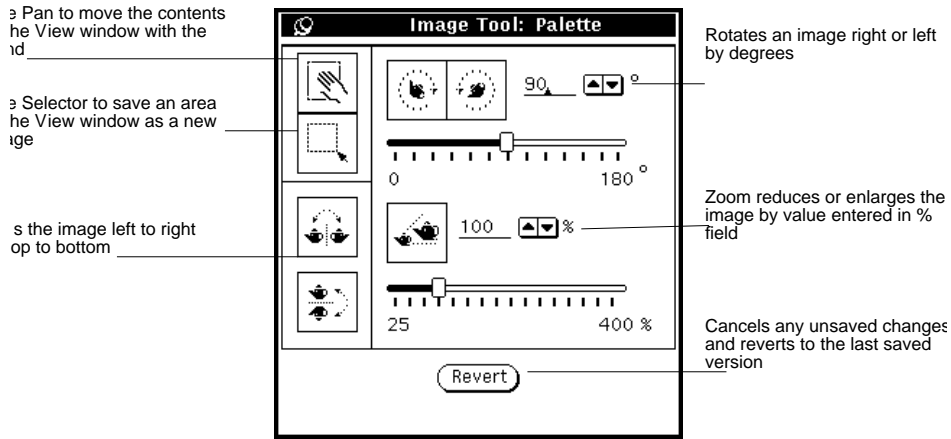 e Pan to move the contents
he View window with the
nd
e Selector to save an area
he View window as a new
age
s the image left to right
op to bottom
Image Tool: Palette
90 °
0 180 °
100 %
25 400 %
Revert
Rotates an image right or left
by degrees
Zoom reduces or enlarges the
image by value entered in %
field
Cancels any unsaved changes
and reverts to the last saved
version